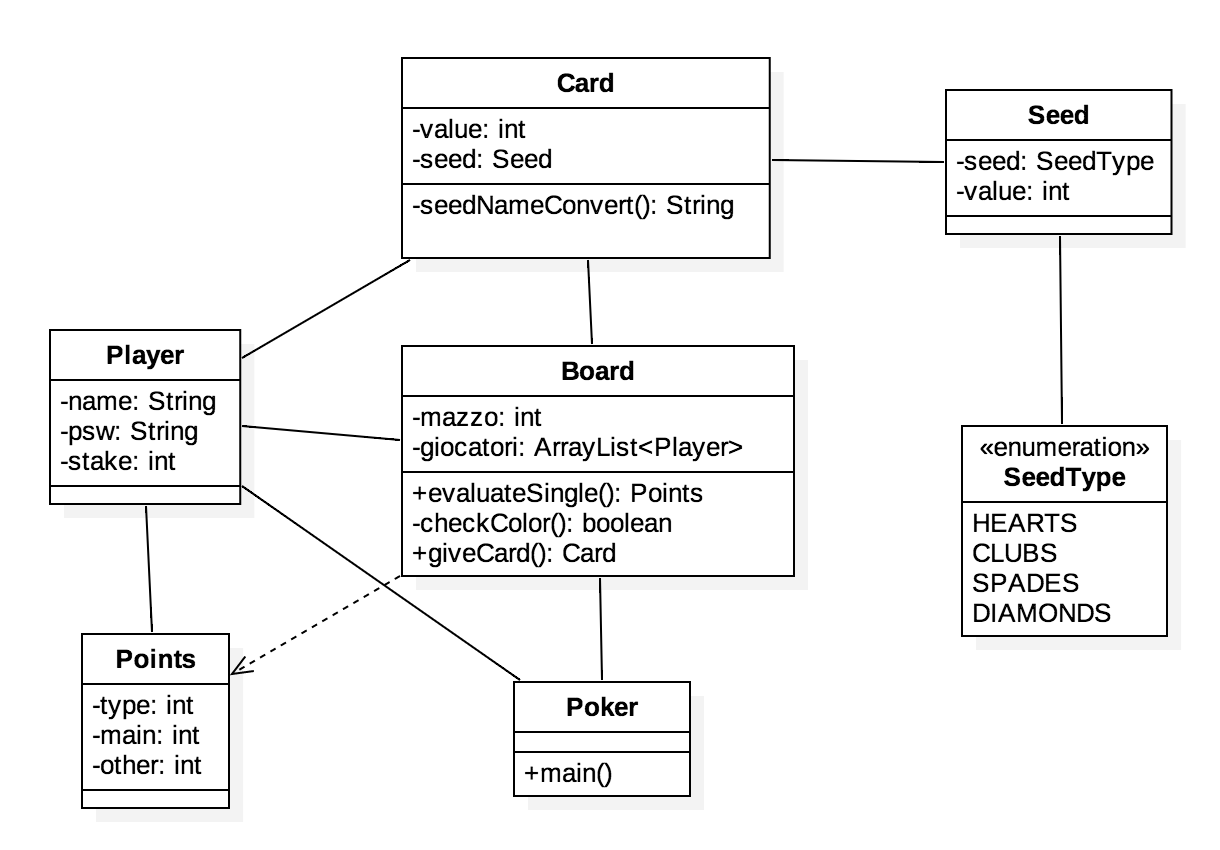 Card
-value: int
-seed: Seed
-seedNameConvert(): String
Seed
-seed: SeedType
-value: int
Player
-name: String
-psw: String
-stake: int
Board
-mazzo: int
-giocatori: ArrayList<Player>
+evaluateSingle(): Points
-checkColor(): boolean
+giveCard(): Card
«enumeration»
SeedType
HEARTS
CLUBS
SPADES
DIAMONDS
Points
-type: int
-main: int
-other: int
Poker
+main()